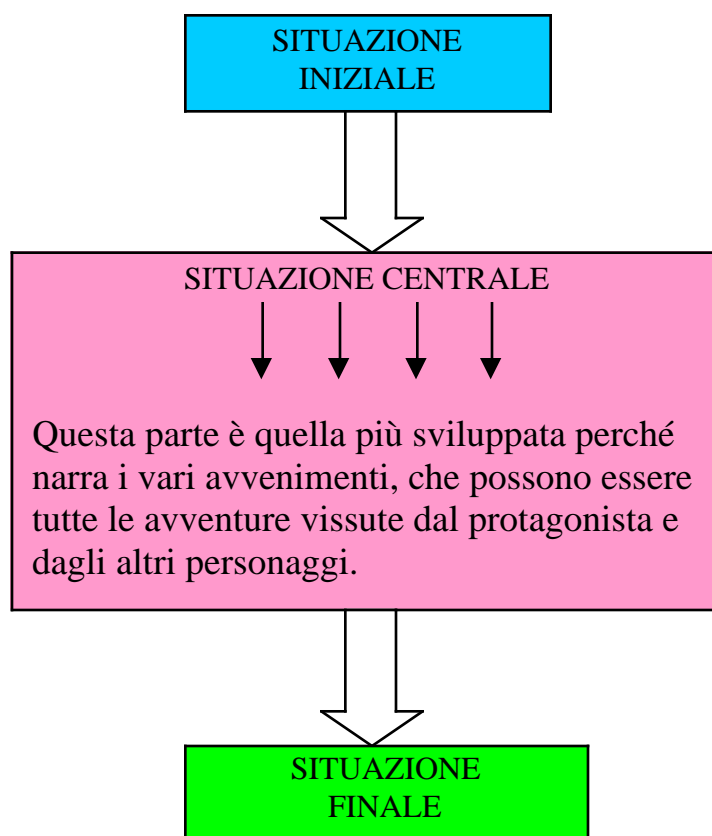 SITUAZIONE
INIZIALE
SITUAZIONE CENTRALE
Questa parte è quella più sviluppata perché
narra i vari avvenimenti, che possono essere
tutte le avventure vissute dal protagonista e
dagli altri personaggi.
SITUAZIONE
FINALE